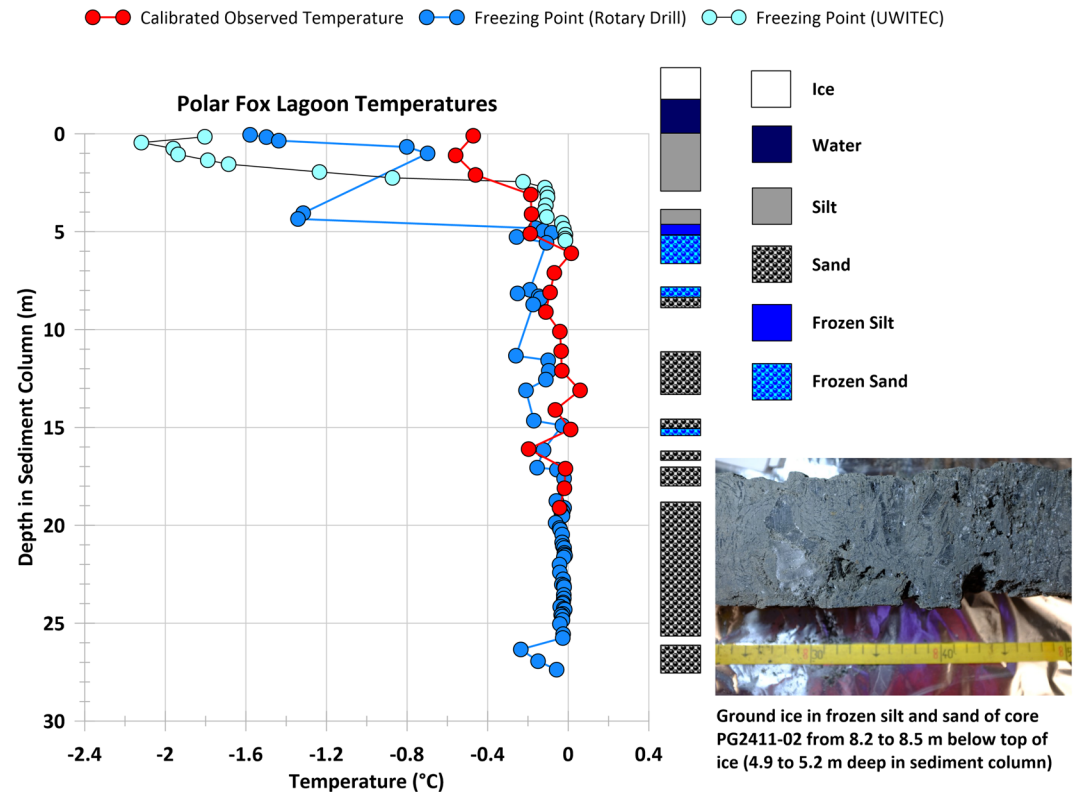 Calibrated Observed Temperature Freezing Point (Rotary Drill) Freezing Point (UWITEC)
Polar Fox Lagoon Temperatures
Depth in Sediment Column (m)
0
5
10
15
20
25
30
-2.4 -2 -1.6 -1.2 -0.8 -0.4 0 0.4
Temperature (°C)
Ice
Water
Silt
Sand
Frozen Silt
Frozen Sand
Ground ice in frozen silt and sand of core
PG2411-02 from 8.2 to 8.5 m below top of
ice (4.9 to 5.2 m deep in sediment column)